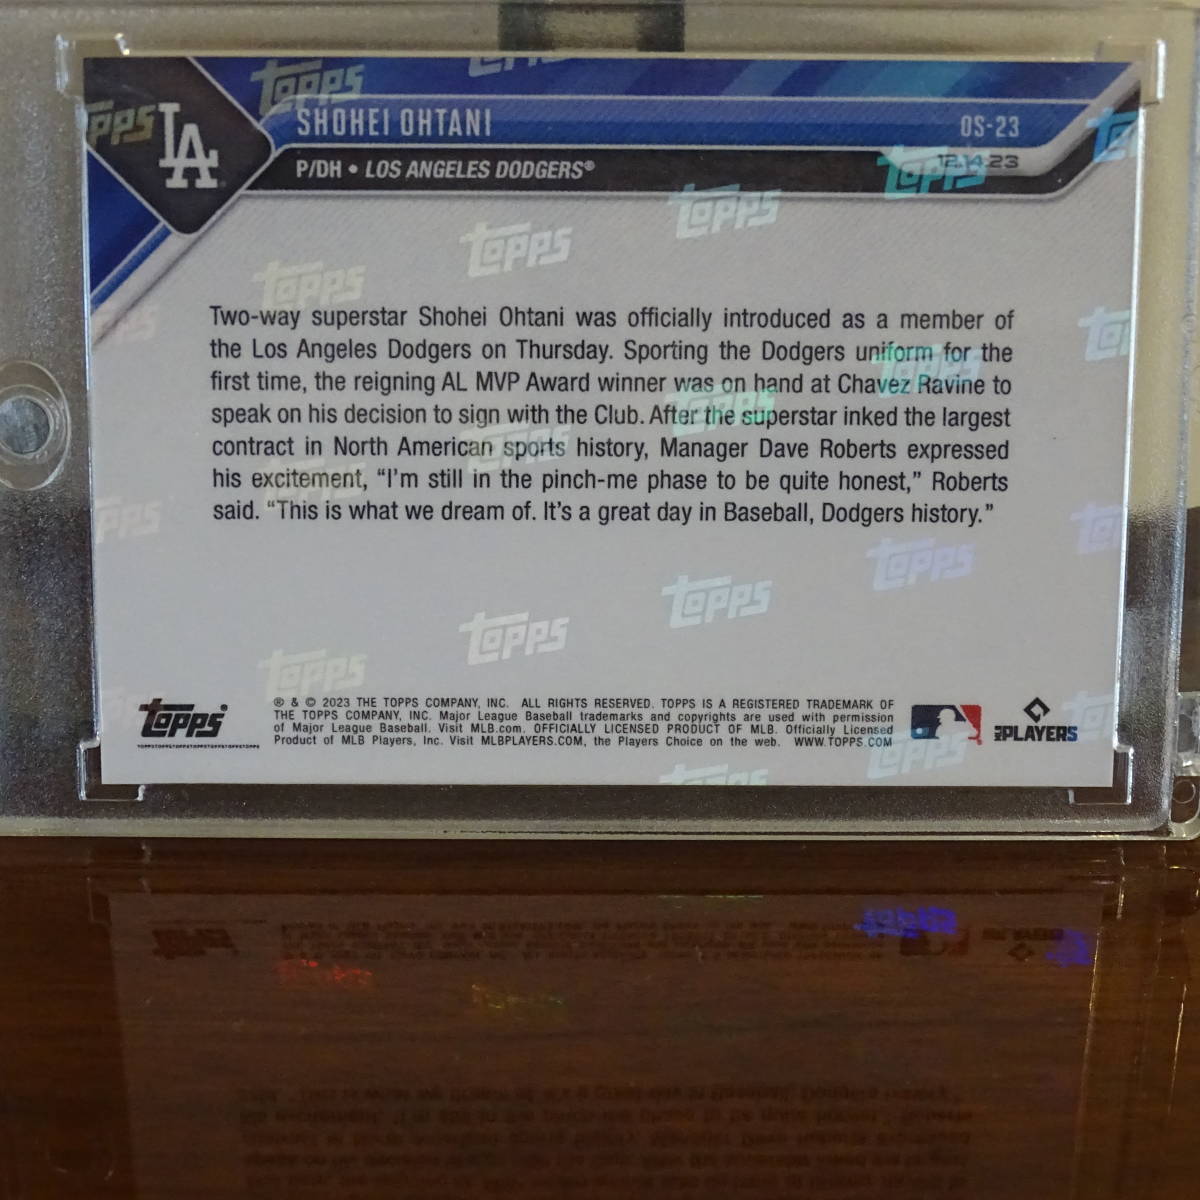 LA
SHOHEI OHTANI
OS-23
P/DH • LOS ANGELES DODGERS®
12.14.23
Two-way superstar Shohei Ohtani was officially introduced as a member of
the Los Angeles Dodgers on Thursday. Sporting the Dodgers uniform for the
first time, the reigning AL MVP Award winner was on hand at Chavez Ravine to
speak on his decision to sign with the Club. After the superstar inked the largest
contract in North American sports history, Manager Dave Roberts expressed
his excitement, “I’m still in the pinch-me phase to be quite honest,” Roberts
said. “This is what we dream of. It’s a great day in Baseball, Dodgers history.”
Topps
® & © 2023 THE TOPPS COMPANY, INC. ALL RIGHTS RESERVED. TOPPS IS A REGISTERED TRADEMARK OF
THE TOPPS COMPANY, INC. Major League Baseball trademarks and copyrights are used with permission
of Major League Baseball. Visit MLB.com. OFFICIALLY LICENSED PRODUCT OF MLB. Officially Licensed
Product of MLB Players, Inc. Visit MLBPLAYERS.COM, the Players Choice on the web. WWW.TOPPS.COM
MLB PLAYERS